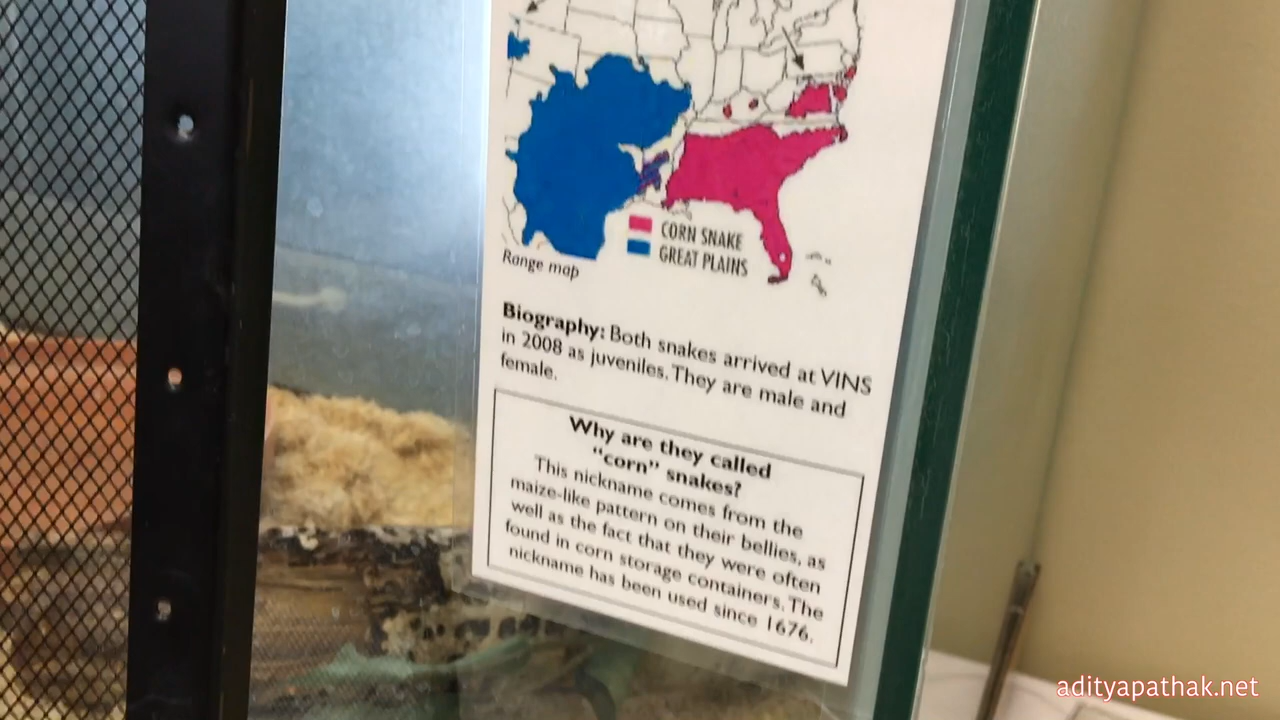 CORN SNAKE
GREAT PLAINS
Range map
Biography: Both snakes arrived at VINS
in 2008 as juveniles. They are male and
female.
Why are they called
“corn” snakes?
This nickname comes from the
maize-like pattern on their bellies, as
well as the fact that they were often
found in corn storage containers. The
nickname has been used since 1676.
adityapathak.net